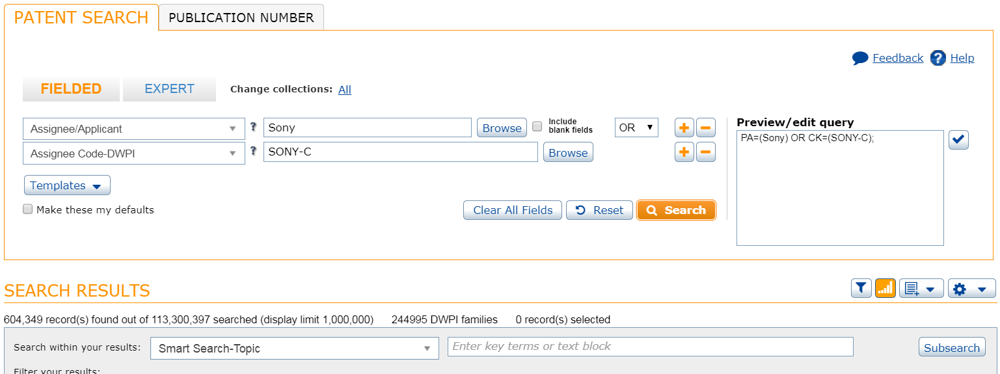 PATENT SEARCH PUBLICATION NUMBER
Feedback ? Help
FIELDED EXPERT Change collections: All
Assignee/Applicant ? Sony Browse Include blank fields OR
Assignee Code-DWPI ? SONY-C Browse
Preview/edit query
PA=(Sony) OR CK=(SONY-C);
Templates
Make these my defaults
Clear All Fields Reset Search
SEARCH RESULTS
604,349 record(s) found out of 113,300,397 searched (display limit 1,000,000) 244995 DWPI families 0 record(s) selected
Search within your results: Smart Search-Topic Enter key terms or text block Subsearch
Filter your results: